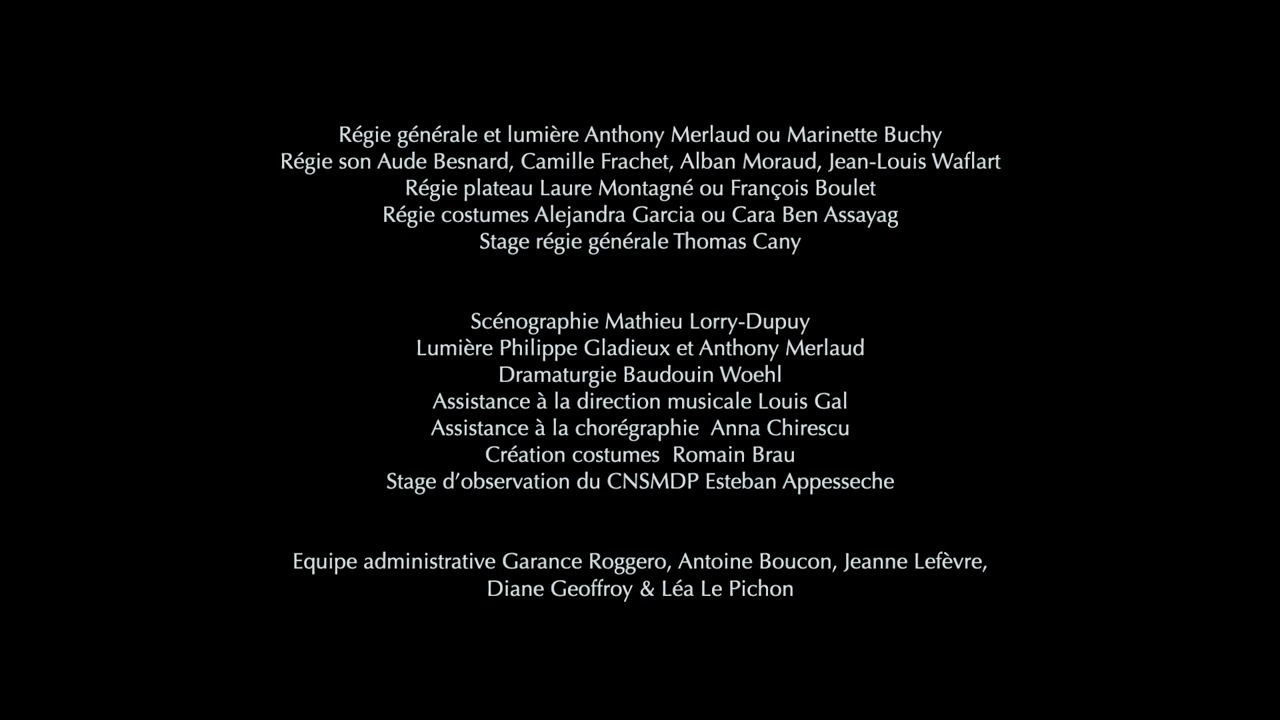 Régie générale et lumière Anthony Merlaud ou Marinette Buchy
Régie son Aude Besnard, Camille Frachet, Alban Moraud, Jean-Louis Waflart
Régie plateau Laure Montagné ou François Boulet
Régie costumes Alejandra Garcia ou Cara Ben Assayag
Stage régie générale Thomas Cany
Scénographie Mathieu Lorry-Dupuy
Lumière Philippe Gladieux et Anthony Merlaud
Dramaturgie Baudouin Woehl
Assistance à la direction musicale Louis Gal
Assistance à la chorégraphie  Anna Chirescu
Création costumes  Romain Brau
Stage d’observation du CNSMDP Esteban Appesseche
Equipe administrative Garance Roggero, Antoine Boucon, Jeanne Lefèvre,
Diane Geoffroy & Léa Le Pichon